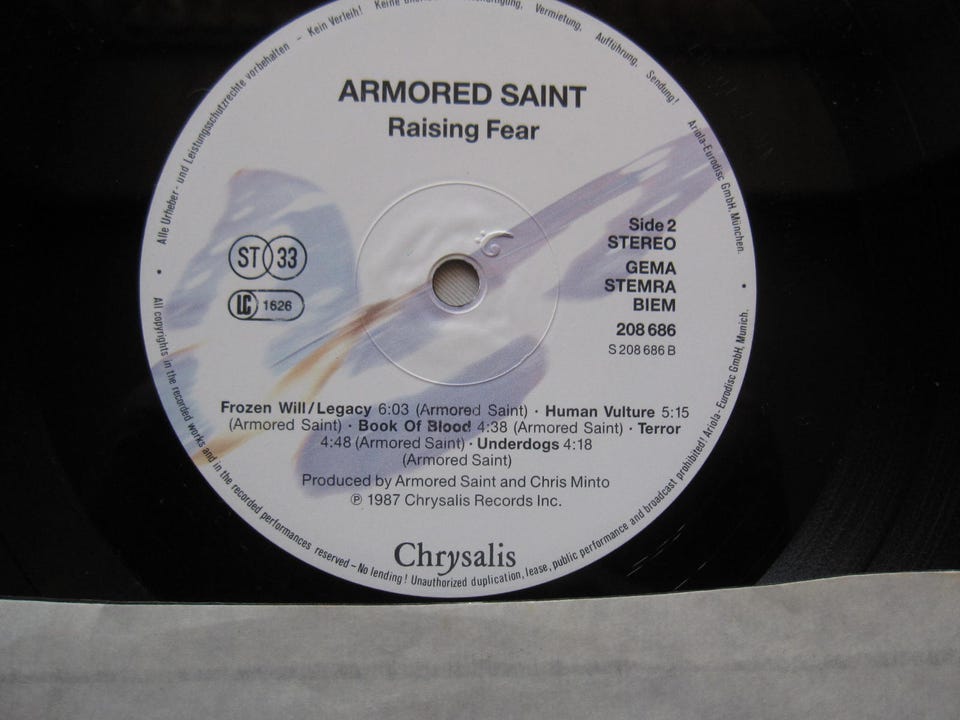 Alle Urheber- und Leistungsschutzrechte vorbehalten – Kein Verleih! Keine Vermietung, Aufführung, Sendung! Ariola-Eurodisc GmbH, München.
ARMORED SAINT
Raising Fear
ST 33
LC 1626
Side 2
STEREO
GEMA
STEMRA
BIEM
208 686
S 208 686 B
Frozen Will/Legacy 6:03 (Armored Saint) · Human Vulture 5:15
(Armored Saint) · Book Of Blood 4:38 (Armored Saint) · Terror
4:48 (Armored Saint) · Underdogs 4:18
(Armored Saint)
Produced by Armored Saint and Chris Minto
℗ 1987 Chrysalis Records Inc.
Chrysalis
All copyrights in the recorded works and in the recorded performances reserved – No lending! Unauthorized duplication, lease, public performance and broadcast prohibited! Ariola-Eurodisc GmbH, Munich.